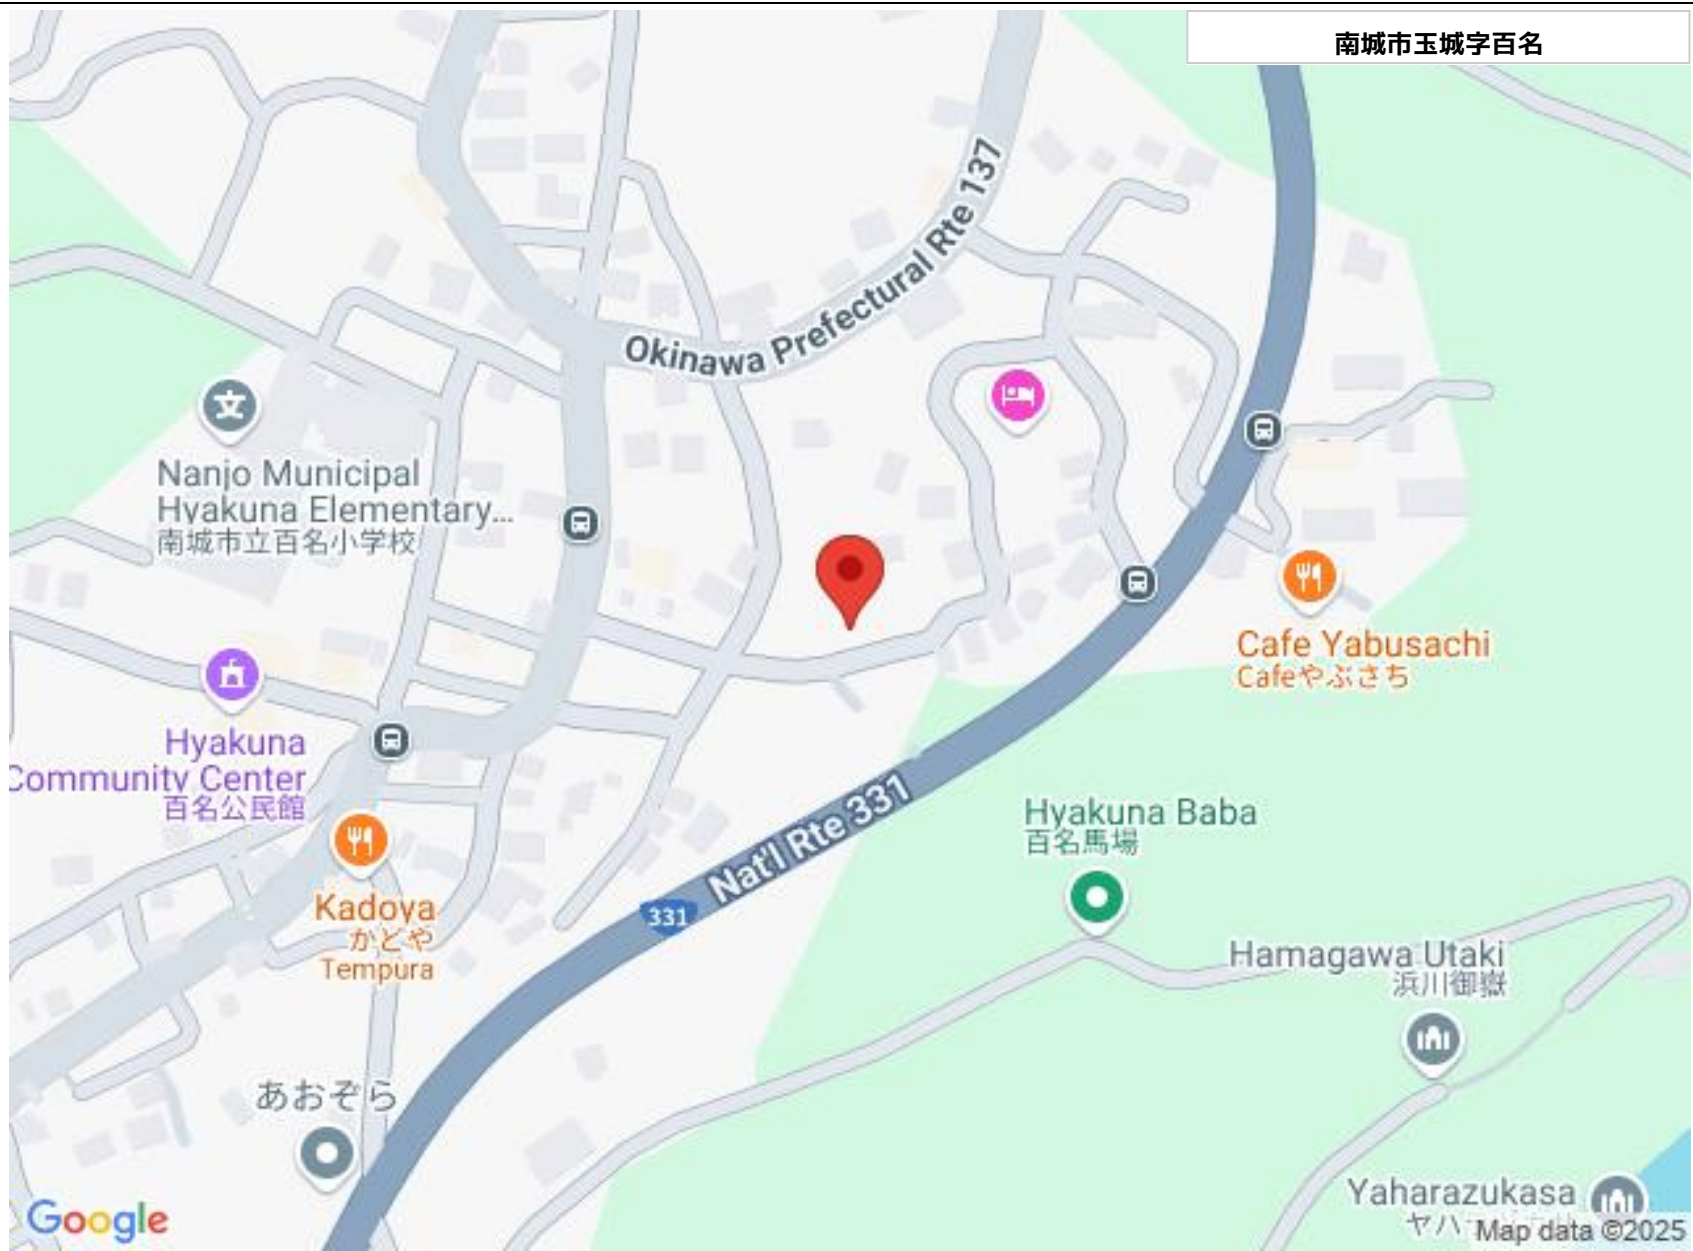 南城市玉城字百名
Okinawa Prefectural Rte 137
Nanjo Municipal
Hyakuna Elementary...
南城市立百名小学校
Cafe Yabusachi
Cafeやぶさち
Hyakuna
Community Center
百名公民館
Nat'l Rte 331
331
Hyakuna Baba
百名馬場
Kadoya
かどや
Tempura
Hamagawa Utaki
浜川御嶽
あおぞら
Yaharazukasa
ヤハ
Google
Map data ©2025